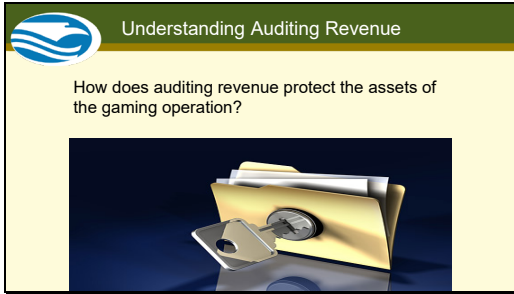 Understanding Auditing Revenue
How does auditing revenue protect the assets of
the gaming operation?